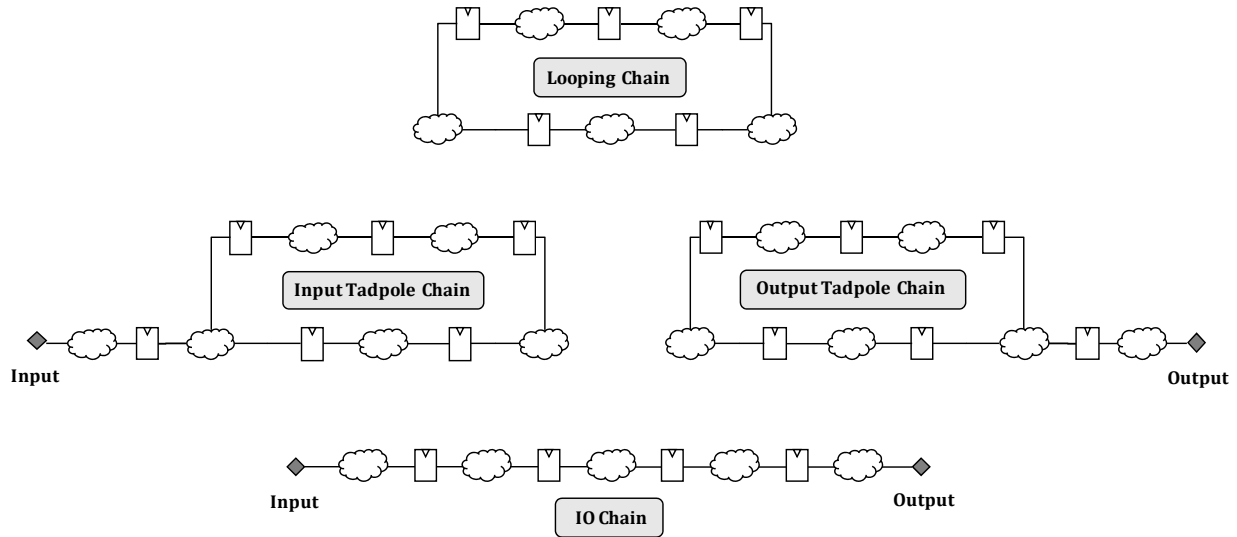 Looping Chain
Input Tadpole Chain
Output Tadpole Chain
Input
Output
Input
Output
IO Chain